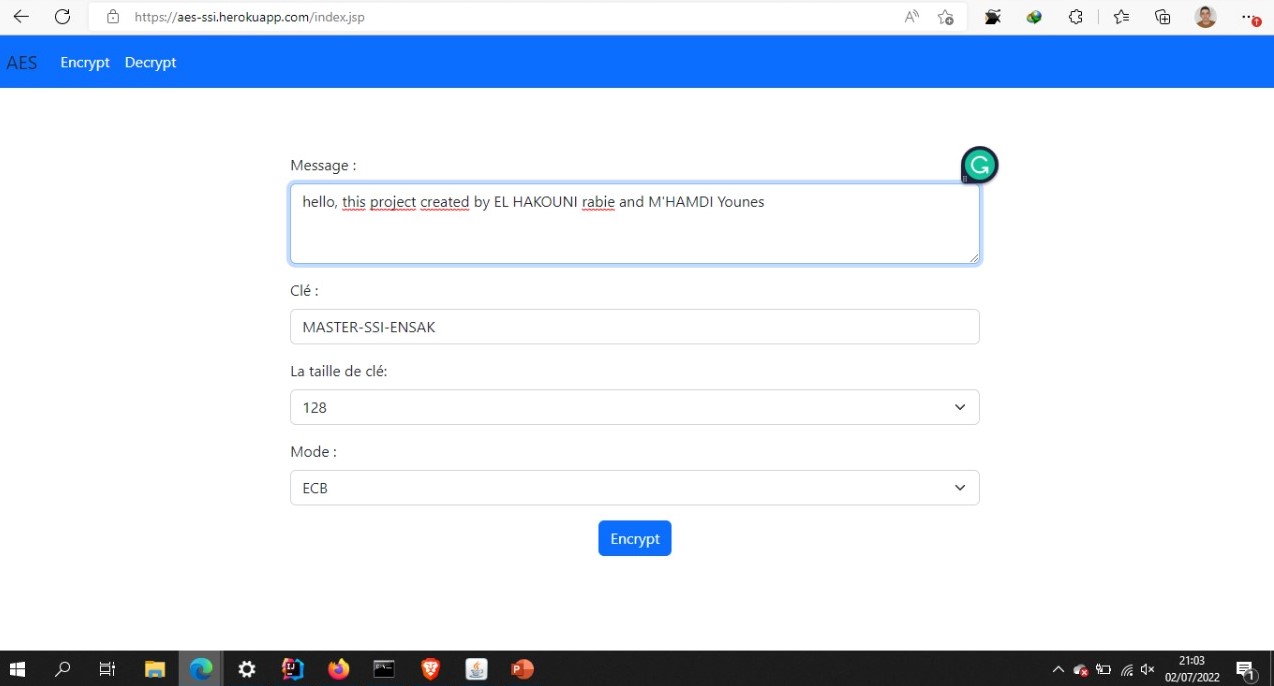 https://aes-ssi.herokuapp.com/index.jsp
AES Encrypt Decrypt
Message :
hello, this project created by EL HAKOUNI rabie and M'HAMDI Younes
Clé :
MASTER-SSI-ENSAK
La taille de clé:
128
Mode :
ECB
Encrypt
21:03
02/07/2022
1